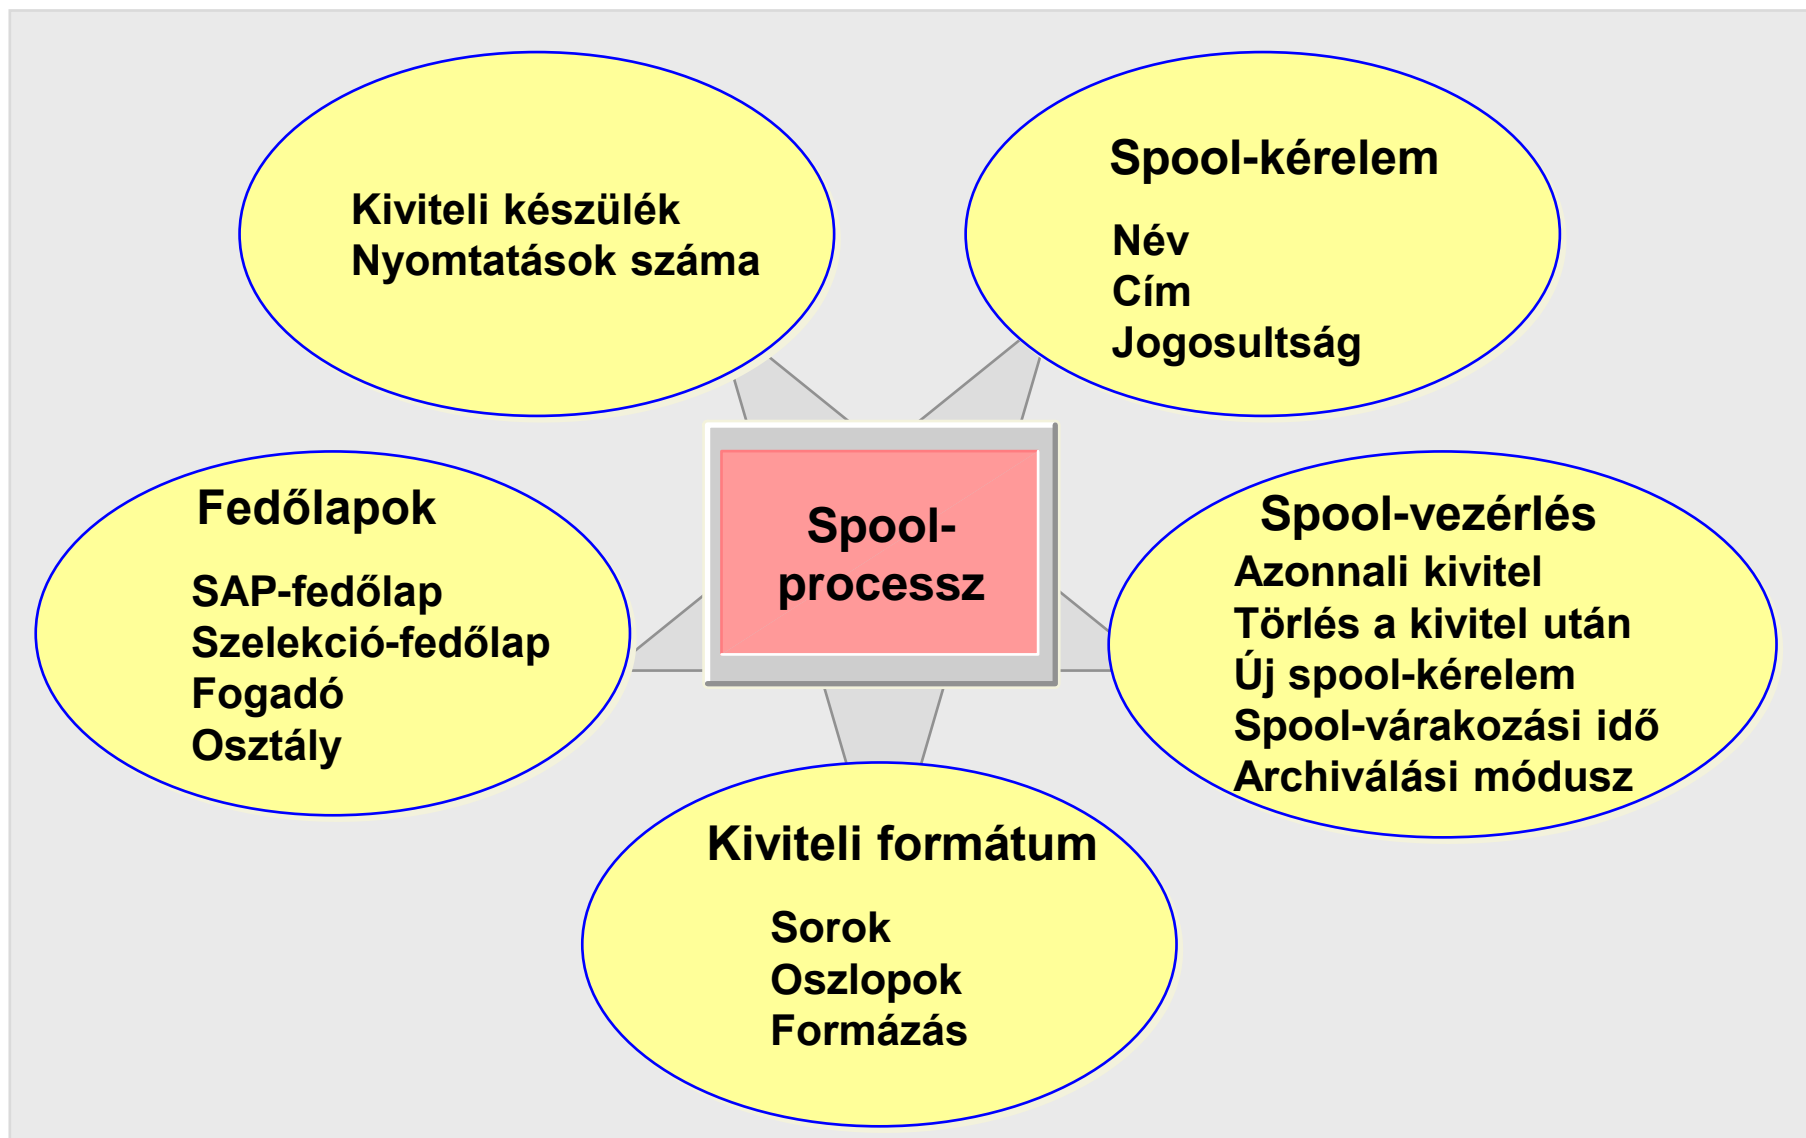 Kiviteli készülék
Nyomtatások száma
Spool-kérelem
Név
Cím
Jogosultság
Fedőlapok
SAP-fedőlap
Szelekció-fedőlap
Fogadó
Osztály
Spool-
processz
Spool-vezérlés
Azonnali kivitel
Törlés a kivitel után
Új spool-kérelem
Spool-várakozási idő
Archiválási módusz
Kiviteli formátum
Sorok
Oszlopok
Formázás